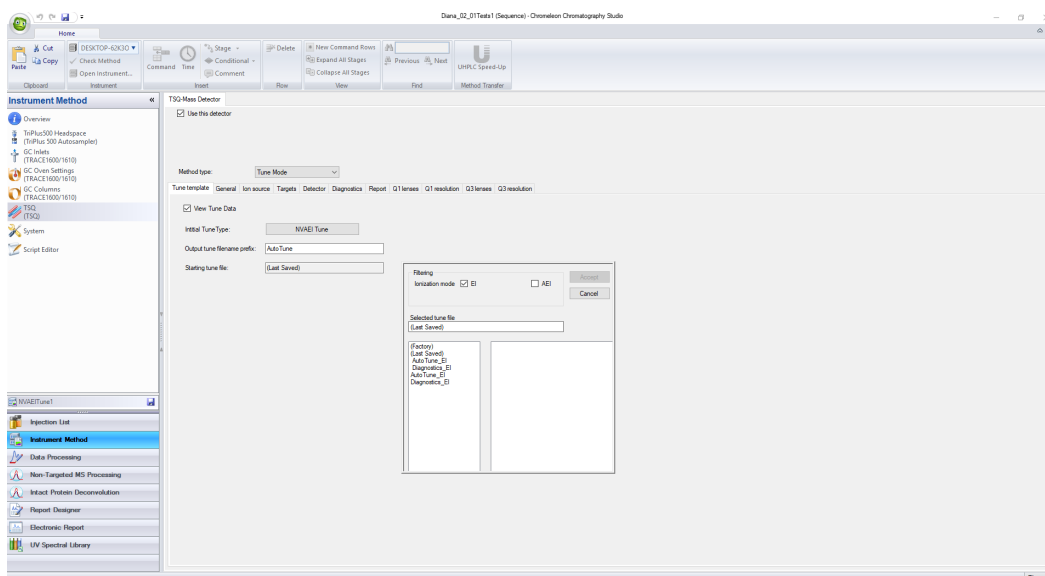 Diana_02_01Tests1 (Sequence) - Chromeleon Chromatography Studio
Home
Paste
Cut
Copy
Clipboard
DESKTOP-62K3O
Check Method
Open instrument...
Instrument
Command
Time
Stage
Conditional
Comment
Insert
Delete
Row
New Command Rows
Expand All Stages
Collapse All Stages
View
Previous
Next
Find
UHPLC Speed-Up
Method Transfer
Instrument Method
«
Overview
TriPlus500 Headspace
(TriPlus 500 Autosampler)
GC Inlets
(TRACE1600/1610)
GC Oven Settings
(TRACE1600/1610)
GC Columns
(TRACE1600/1610)
TSQ
(TSQ)
System
Script Editor
NVAEITune1
Injection List
Instrument Method
Data Processing
Non-Targeted MS Processing
Intact Protein Deconvolution
Report Designer
Electronic Report
UV Spectral Library
TSQ-Mass Detector
Use this detector
Method type: Tune Mode
Tune template General Ion source Targets Detector Diagnostics Report Q1 lenses Q1 resolution Q3 lenses Q3 resolution
View Tune Data
Initial Tune Type: NVAEI Tune
Output tune filename prefix: AutoTune
Starting tune file: (Last Saved)
Filtering
Ionization mode EI AEI
Accept
Cancel
Selected tune file
(Last Saved)
(Factory)
(Last Saved)
AutoTune_EI
Diagnostics_EI
AutoTune_EI
Diagnostics_EI